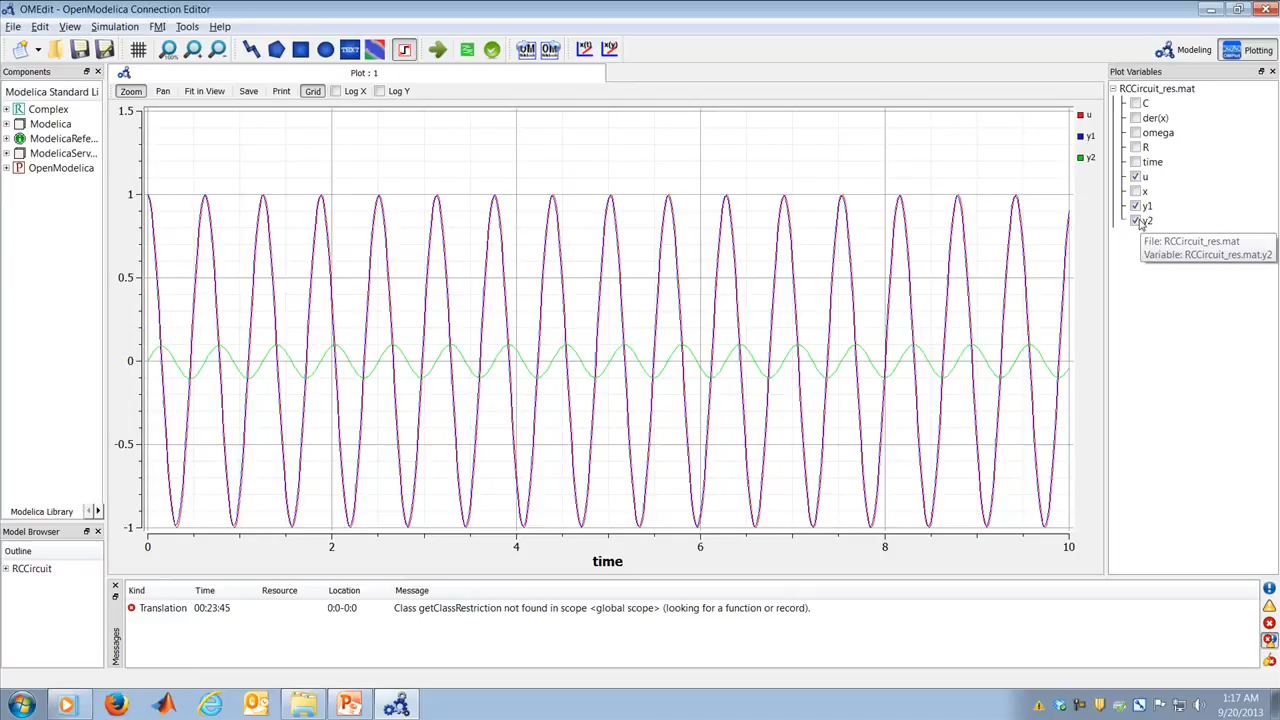 OMEdit - OpenModelica Connection Editor
File Edit View Simulation FMI Tools Help
100% TEXT OM OM x(t) x(y) Modeling Plotting
Components
Plot : 1
Plot Variables
Modelica Standard Li
Complex
Modelica
ModelicaRefe...
ModelicaServ...
OpenModelica
Zoom Pan Fit in View Save Print Grid Log X Log Y
RCCircuit_res.mat
C
der(x)
omega
R
time
u
x
y1
y2
File: RCCircuit_res.mat
Variable: RCCircuit_res.mat.y2
u
y1
y2
1.5
1
0.5
0
-0.5
-1
0 2 4 6 8 10
time
Modelica Library
Model Browser
Outline
RCCircuit
Messages
Kind Time Resource Location Message
Translation 00:23:45 0:0-0:0 Class getClassRestriction not found in scope <global scope> (looking for a function or record).
1:17 AM
9/20/2013